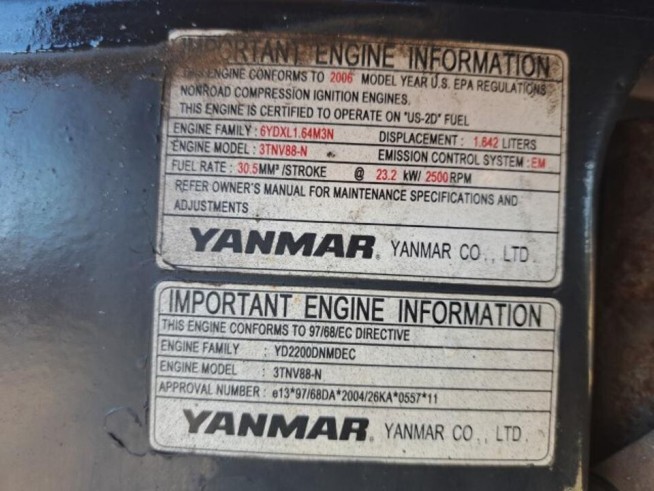 IMPORTANT ENGINE INFORMATION
THIS ENGINE CONFORMS TO 2006 MODEL YEAR U.S. EPA REGULATIONS
NONROAD COMPRESSION IGNITION ENGINES.
THIS ENGINE IS CERTIFIED TO OPERATE ON "US-2D" FUEL
ENGINE FAMILY : 6YDXL1.64M3N DISPLACEMENT : 1.642 LITERS
ENGINE MODEL : 3TNV88-N EMISSION CONTROL SYSTEM : EM
FUEL RATE : 30.5MM³/STROKE @ 23.2 kW/ 2500RPM
REFER OWNER'S MANUAL FOR MAINTENANCE SPECIFICATIONS AND
ADJUSTMENTS
YANMAR. YANMAR CO., LTD.
IMPORTANT ENGINE INFORMATION
THIS ENGINE CONFORMS TO 97/68/EC DIRECTIVE
ENGINE FAMILY : YD2200DNMDEC
ENGINE MODEL : 3TNV88-N
APPROVAL NUMBER : e13*97/68DA*2004/26KA*0557*11
YANMAR. YANMAR CO., LTD.